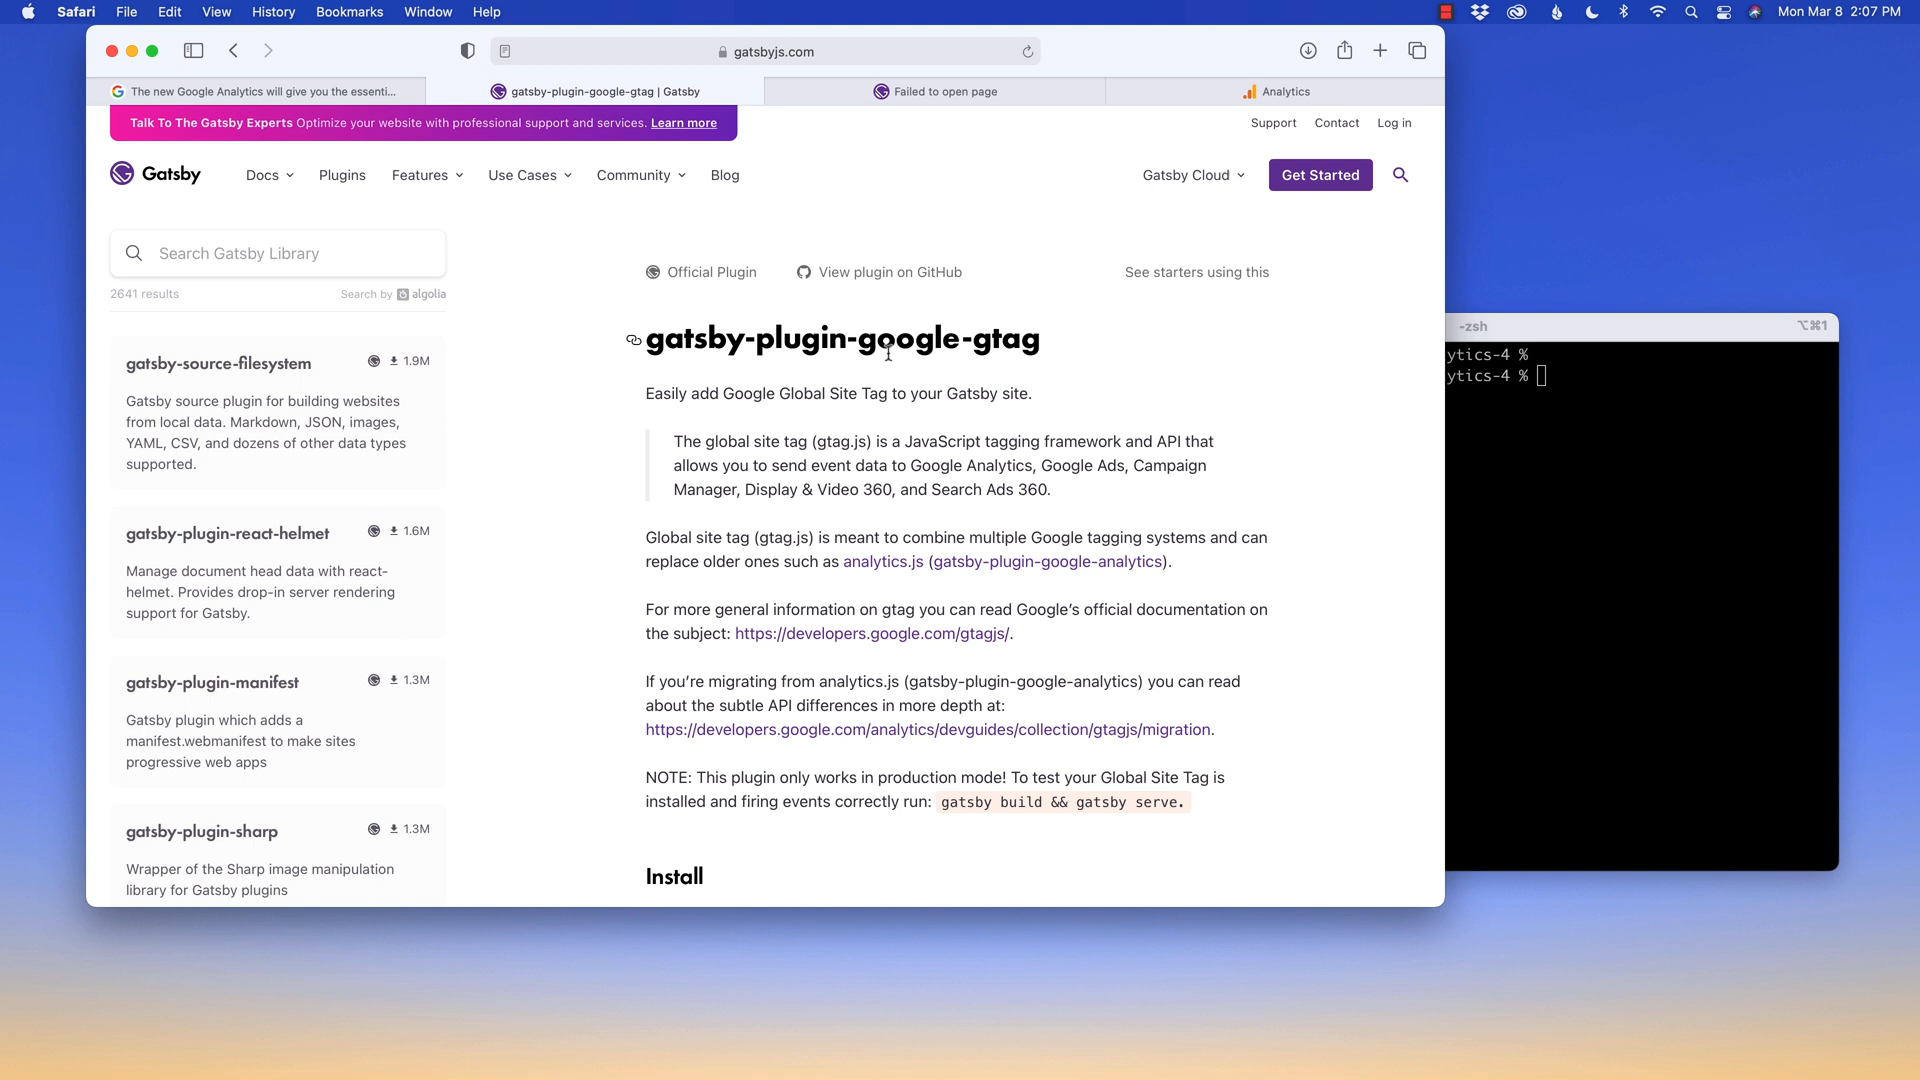 Safari File Edit View History Bookmarks Window Help
Mon Mar 8 2:07 PM
gatsbyjs.com
The new Google Analytics will give you the essenti...
gatsby-plugin-google-gtag | Gatsby
Failed to open page
Analytics
Talk To The Gatsby Experts Optimize your website with professional support and services. Learn more
Support Contact Log in
Gatsby
Docs Plugins Features Use Cases Community Blog
Gatsby Cloud Get Started
Search Gatsby Library
2641 results
Search by algolia
gatsby-source-filesystem 1.9M
Gatsby source plugin for building websites
from local data. Markdown, JSON, images,
YAML, CSV, and dozens of other data types
supported.
gatsby-plugin-react-helmet 1.6M
Manage document head data with react-
helmet. Provides drop-in server rendering
support for Gatsby.
gatsby-plugin-manifest 1.3M
Gatsby plugin which adds a
manifest.webmanifest to make sites
progressive web apps
gatsby-plugin-sharp 1.3M
Wrapper of the Sharp image manipulation
library for Gatsby plugins
Official Plugin View plugin on GitHub See starters using this
gatsby-plugin-google-gtag
Easily add Google Global Site Tag to your Gatsby site.
The global site tag (gtag.js) is a JavaScript tagging framework and API that
allows you to send event data to Google Analytics, Google Ads, Campaign
Manager, Display & Video 360, and Search Ads 360.
Global site tag (gtag.js) is meant to combine multiple Google tagging systems and can
replace older ones such as analytics.js (gatsby-plugin-google-analytics).
For more general information on gtag you can read Google's official documentation on
the subject: https://developers.google.com/gtagjs/.
If you're migrating from analytics.js (gatsby-plugin-google-analytics) you can read
about the subtle API differences in more depth at:
https://developers.google.com/analytics/devguides/collection/gtagjs/migration.
NOTE: This plugin only works in production mode! To test your Global Site Tag is
installed and firing events correctly run: gatsby build && gatsby serve.
Install
-zsh ⌥⌘1
ytics-4 %
ytics-4 %